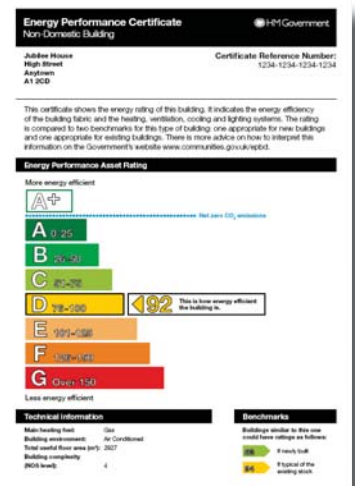 Energy Performance Certificate
Non-Domestic Building
HM Government
Jubilee House
High Street
Anytown
A1 2CD
Certificate Reference Number:
1234-1234-1234-1234
This certificate shows the energy rating of this building. It indicates the energy efficiency
of the building fabric and the heating, ventilation, cooling and lighting systems. The rating
is compared to two benchmarks for this type of building: one appropriate for new buildings
and one appropriate for existing buildings. There is more advice on how to interpret this
information on the Government's website www.communities.gov.uk/epbd.
Energy Performance Asset Rating
More energy efficient
A+
Net zero CO₂ emissions
A 0-25
B 26-50
C 51-75
D 76-100
92
This is how energy efficient
the building is.
E 101-125
F 126-150
G Over 150
Less energy efficient
Technical information
Main heating fuel: Gas
Building environment: Air Conditioned
Total useful floor area (m²): 2927
Building complexity
(NOS level): 4
Benchmarks
Buildings similar to this one
could have ratings as follows:
If newly built
If typical of the
existing stock